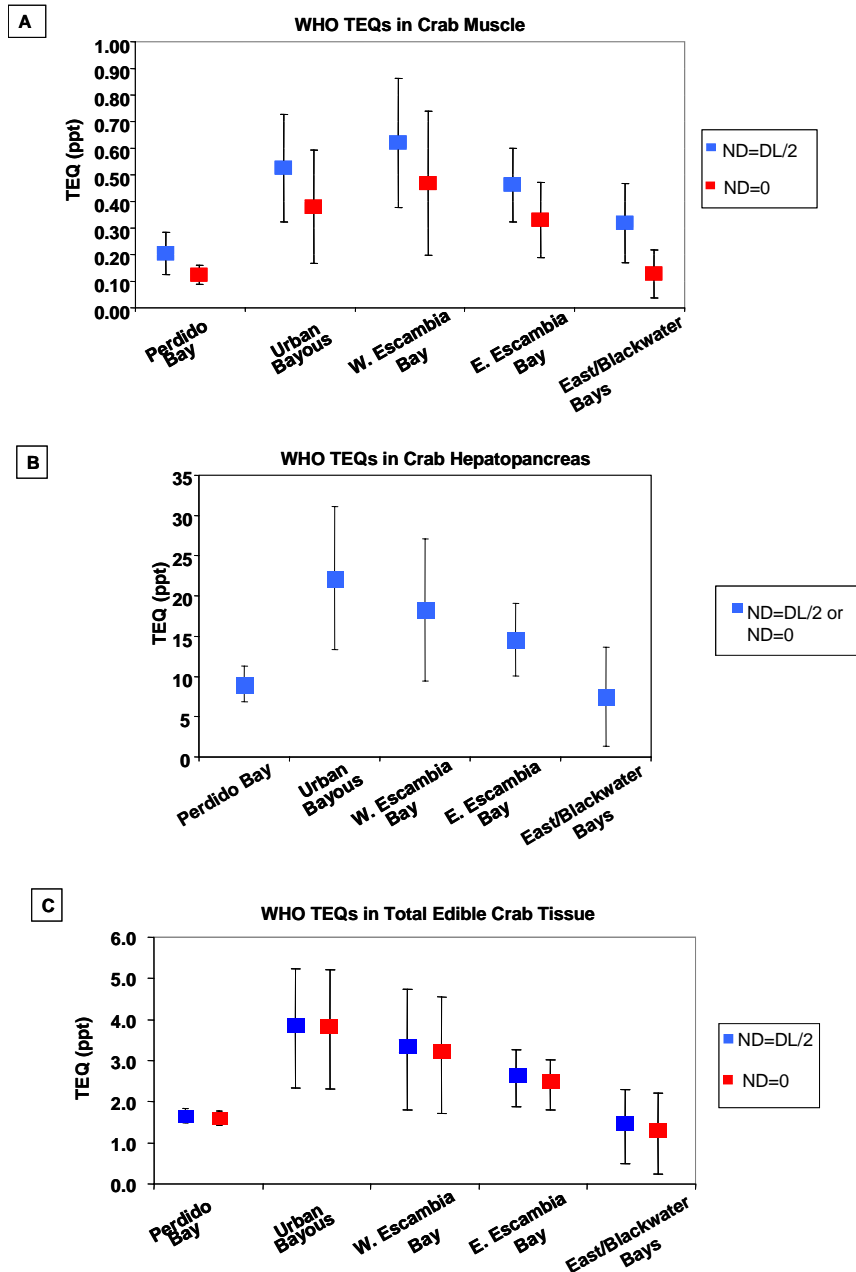 A
WHO TEQs in Crab Muscle
1.00
0.90
0.80
0.70
0.60
0.50
0.40
0.30
0.20
0.10
0.00
TEQ (ppt)
Perdido
Bay
Urban
Bayous
W. Escambia
Bay
E. Escambia
Bay
East/Blackwater
Bays
ND=DL/2
ND=0
B
WHO TEQs in Crab Hepatopancreas
35
30
25
20
15
10
5
0
TEQ (ppt)
Perdido Bay
Urban
Bayous
W. Escambia
Bay
E. Escambia
Bay
East/Blackwater
Bays
ND=DL/2 or
ND=0
C
WHO TEQs in Total Edible Crab Tissue
6.0
5.0
4.0
3.0
2.0
1.0
0.0
TEQ (ppt)
Perdido
Bay
Urban
Bayous
W. Escambia
Bay
E. Escambia
Bay
East/Blackwater
Bays
ND=DL/2
ND=0